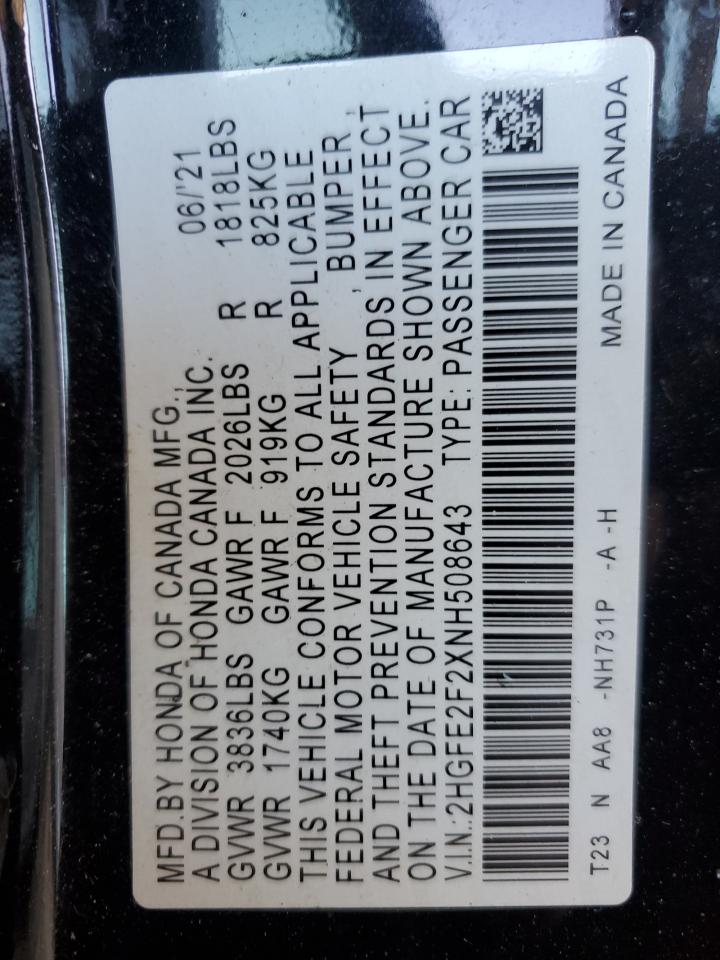 MFD.BY HONDA OF CANADA MFG.,
A DIVISION OF HONDA CANADA INC. 06/'21
GVWR 3836LBS GAWR F 2026LBS R 1818LBS
GVWR 1740KG GAWR F 919KG R 825KG
THIS VEHICLE CONFORMS TO ALL APPLICABLE
FEDERAL MOTOR VEHICLE SAFETY , BUMPER ,
AND THEFT PREVENTION STANDARDS IN EFFECT
ON THE DATE OF MANUFACTURE SHOWN ABOVE.
V.I.N.:2HGFE2F2XNH508643 TYPE: PASSENGER CAR
T23 N AA8 -NH731P -A -H MADE IN CANADA